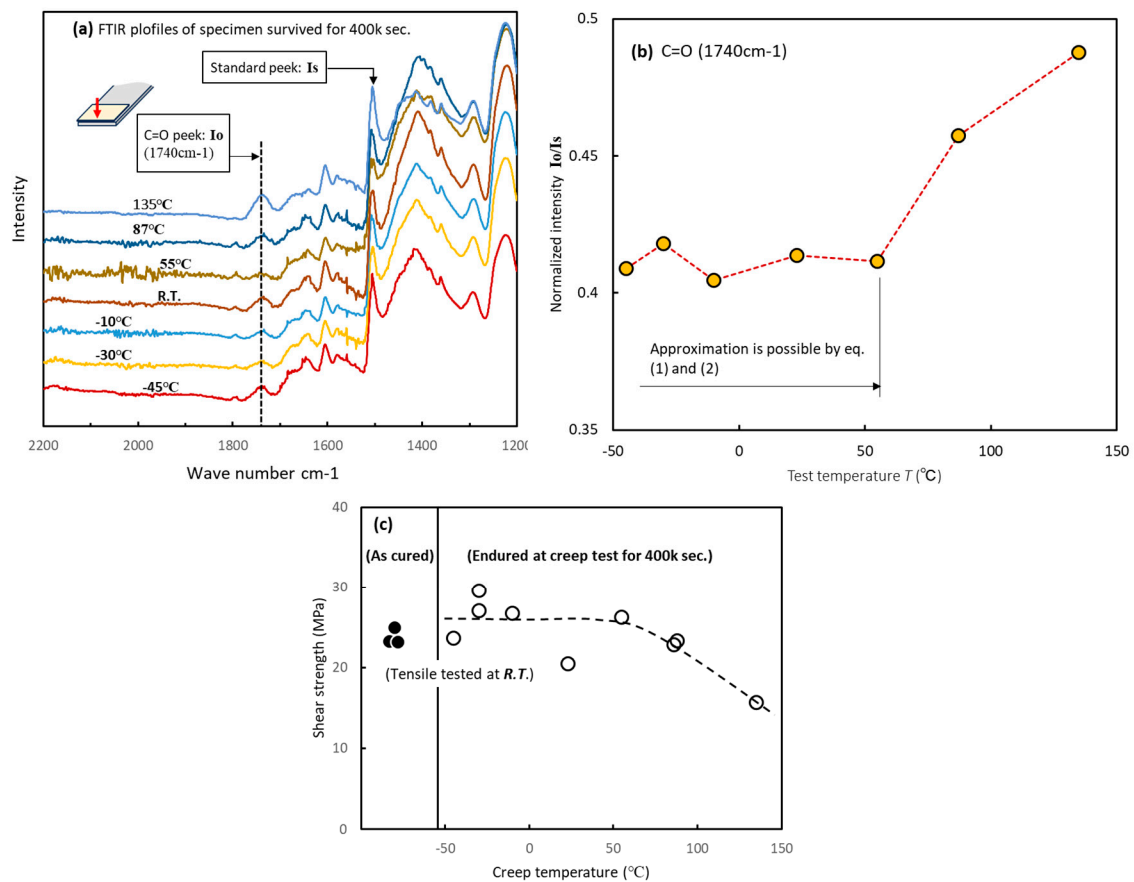 (a) FTIR plofiles of specimen survived for 400k sec.
Standard peek: Is
C=O peek: Io
(1740cm-1)
135℃
87℃
55℃
R.T.
-10℃
-30℃
-45℃
Intensity
2200
2000
1800
1600
1400
1200
Wave number cm-1
(b) C=O (1740cm-1)
Normalized intensity Io/Is
0.5
0.45
0.4
0.35
Approximation is possible by eq.
(1) and (2)
-50
0
50
100
150
Test temperature T (℃)
(c)
(As cured)
(Endured at creep test for 400k sec.)
(Tensile tested at R.T.)
Shear strength (MPa)
40
30
20
10
0
-50
0
50
100
150
Creep temperature (℃)